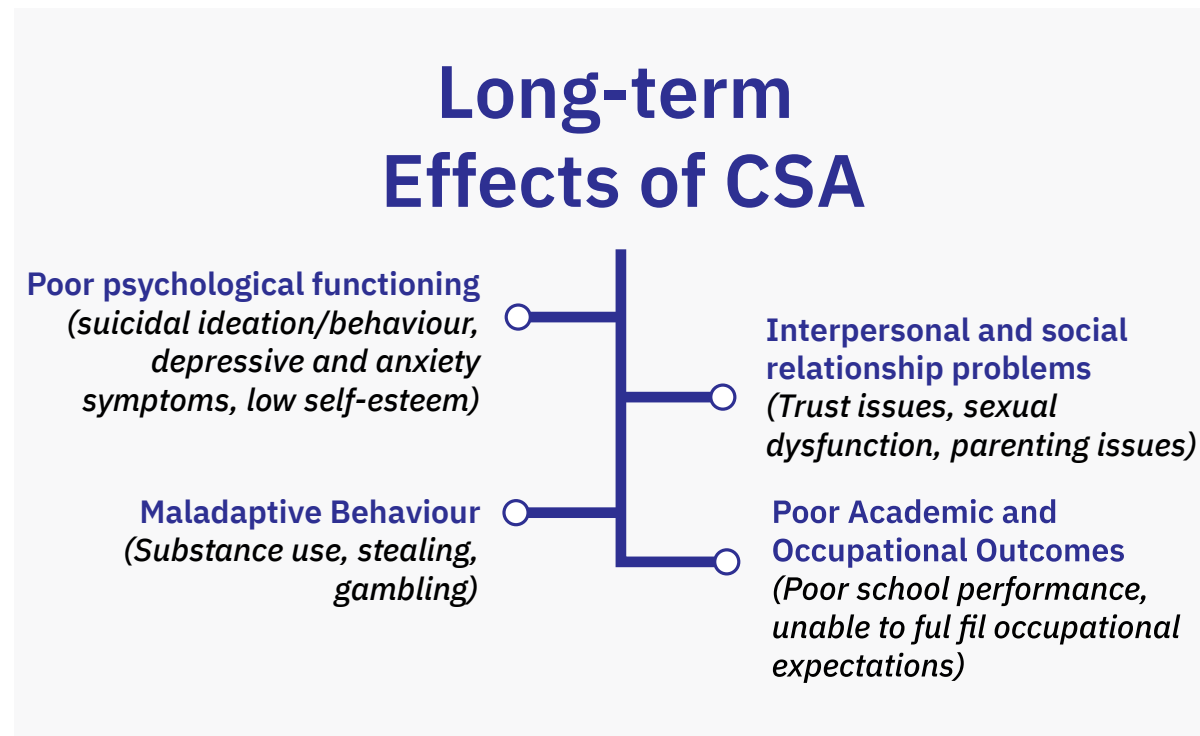 Long-term
Effects of CSA
Poor psychological functioning
(suicidal ideation/behaviour,
depressive and anxiety
symptoms, low self-esteem)
Interpersonal and social
relationship problems
(Trust issues, sexual
dysfunction, parenting issues)
Maladaptive Behaviour
(Substance use, stealing,
gambling)
Poor Academic and
Occupational Outcomes
(Poor school performance,
unable to ful fil occupational
expectations)